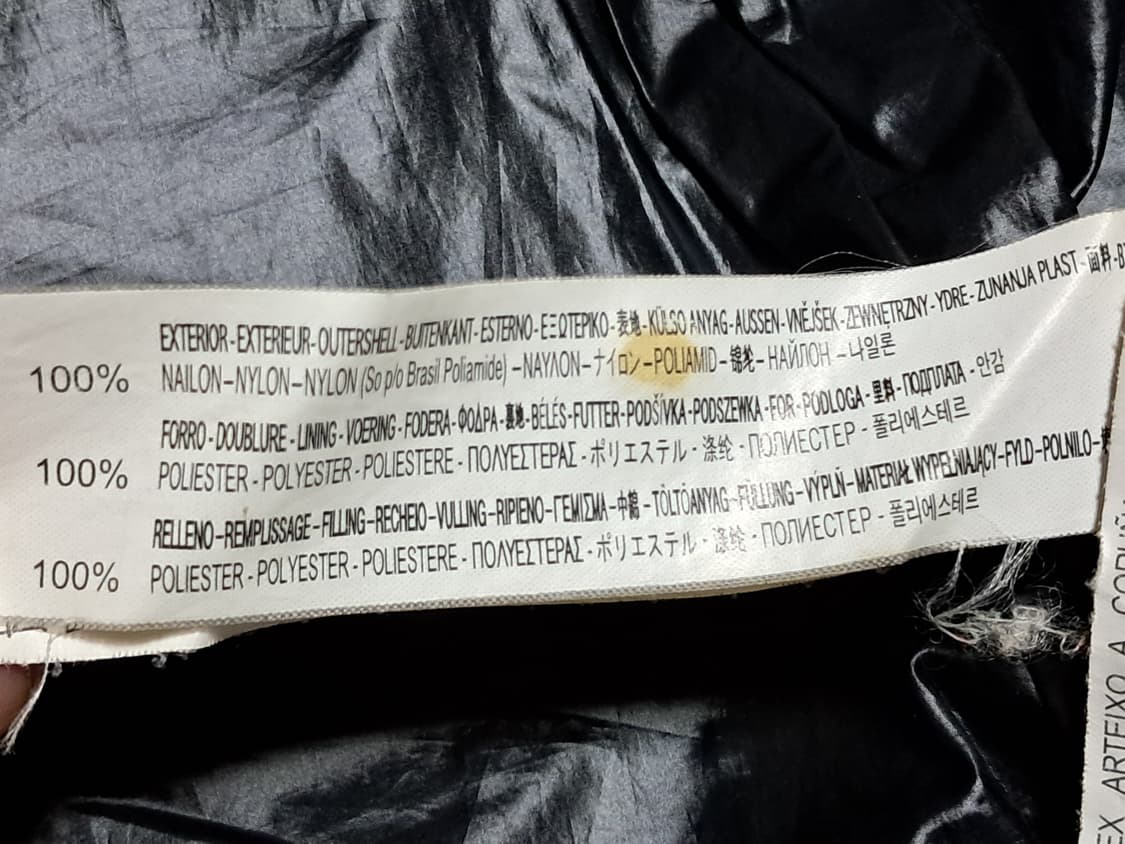 EXTERIOR-EXTERIEUR-OUTERSHELL-BUITENKANT-ESTERNO-ΕΞΩΤΕΡΙΚΟ-表地-KÜLSO ANYAG-AUSSEN-VNĚJŠEK-ZEWNETRZNY-YDRE-ZUNANJA PLAST-面料-
100% NAILON-NYLON-NYLON (So p/o Brasil Poliamide) -ΝΑΥΛΟΝ-ナイロン-POLIAMID-锦纶-НАЙЛОН-나일론
FORRO-DOUBLURE-LINING-VOERING-FODERA-ΦΟΔΡΑ-裏地-BÉLÉS-FUTTER-PODŠÍVKA-PODSZEWKA-FOR-PODLOGA-里料-ПОДПЛАТА-안감
100% POLIESTER-POLYESTER-POLIESTERE-ΠΟΛΥΕΣΤΕΡΑΣ-ポリエステル-涤纶-ПОЛИЕСТЕР-폴리에스테르
RELLENO-REMPLISSAGE-FILLING-RECHEIO-VULLING-RIPIENO-ΓΕΜΙΣΜΑ-中綿-TÖLTÖANYAG-FÜLLUNG-VÝPLŇ-MATERIAŁ WYPEŁNIAJĄCY-FYLD-POLNILO-
100% POLIESTER-POLYESTER-POLIESTERE-ΠΟΛΥΕΣΤΕΡΑΣ-ポリエステル-涤纶-ПОЛИЕСТЕР-폴리에스테르
ARTEIXO A